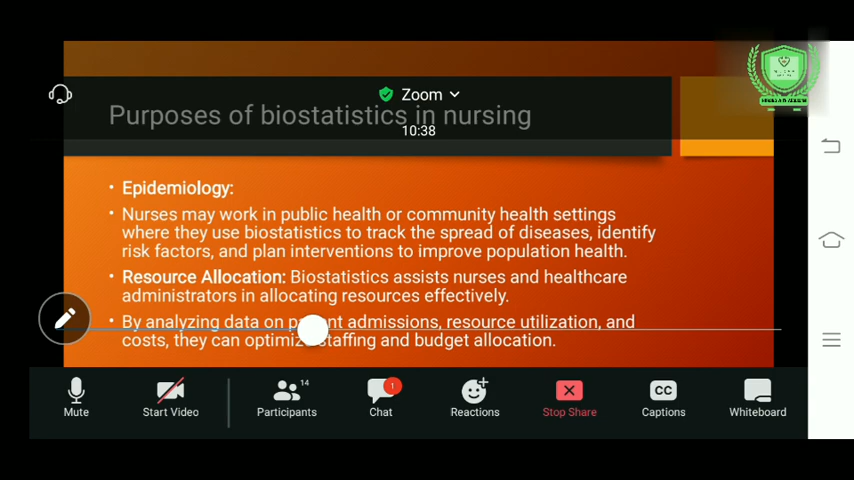 Zoom
Purposes of biostatistics in nursing
10:38
• Epidemiology:
• Nurses may work in public health or community health settings
where they use biostatistics to track the spread of diseases, identify
risk factors, and plan interventions to improve population health.
• Resource Allocation: Biostatistics assists nurses and healthcare
administrators in allocating resources effectively.
• By analyzing data on patient admissions, resource utilization, and
costs, they can optimize staffing and budget allocation.
14
1
CC
Mute
Start Video
Participants
Chat
Reactions
Stop Share
Captions
Whiteboard